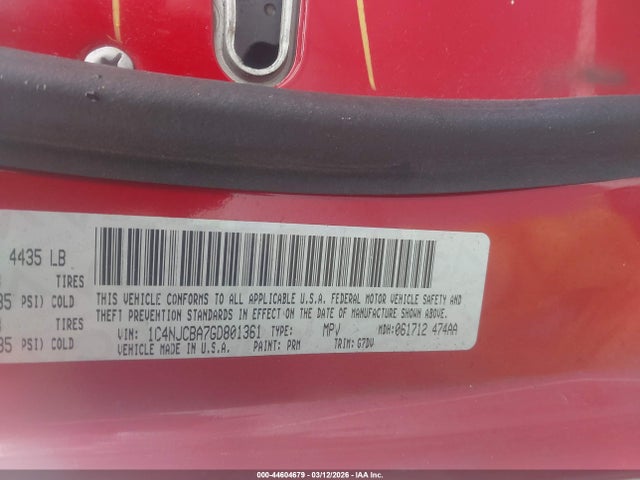 4435 LB
TIRES
35 PSI) COLD
TIRES
35 PSI) COLD
THIS VEHICLE CONFORMS TO ALL APPLICABLE U.S.A. FEDERAL MOTOR VEHICLE SAFETY AND
THEFT PREVENTION STANDARDS IN EFFECT ON THE DATE OF MANUFACTURE SHOWN ABOVE.
VIN: 1C4NJCBA7GD801361 TYPE: MPV MDH:061712 474AA
VEHICLE MADE IN U.S.A. PAINT: PRM TRIM: G7DV
000-44604679 | 03/12/2026 | IAA Inc.